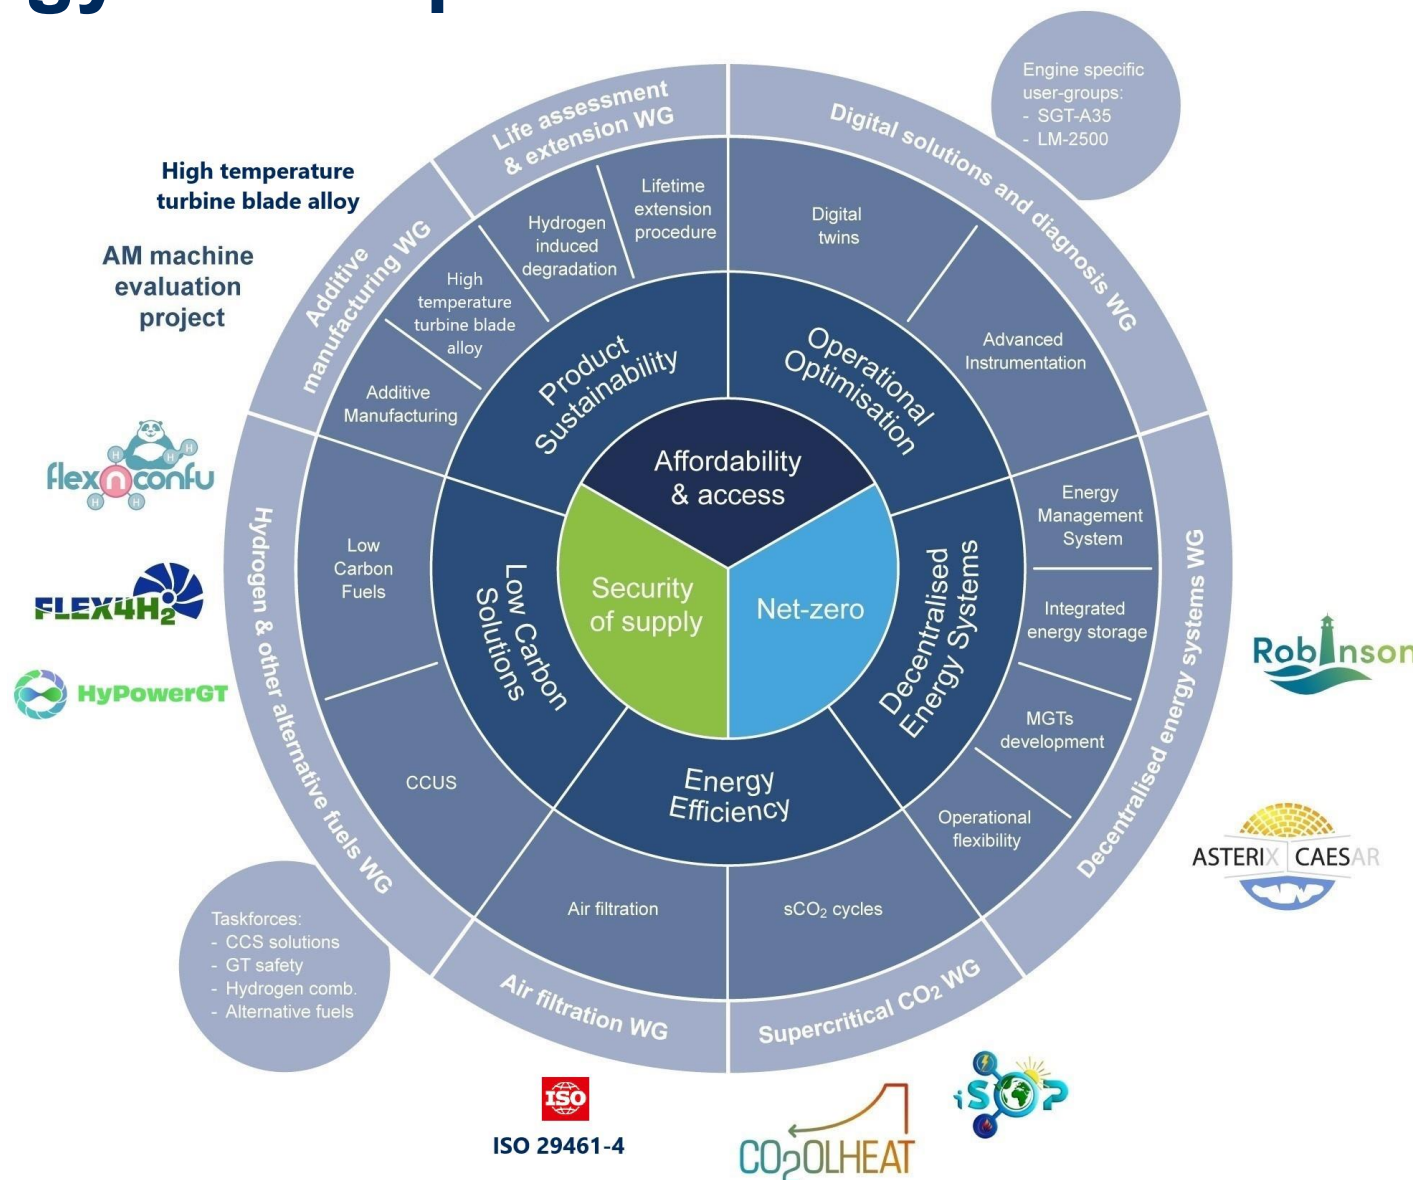 Engine specific
user-groups:
- SGT-A35
- LM-2500
Life assessment
& extension WG
Digital solutions and diagnosis WG
High temperature
turbine blade alloy
AM machine
evaluation
project
Additive
manufacturing WG
Lifetime
extension
procedure
Hydrogen
induced
degradation
High
temperature
turbine blade
alloy
Additive
Manufacturing
Digital
twins
Advanced
Instrumentation
Product
Sustainability
Operational
Optimisation
Affordability
& access
Security
of supply
Net-zero
Low Carbon
Solutions
Decentralised
Energy Systems
Energy
Efficiency
Energy
Management
System
Integrated
energy storage
MGTs
development
Operational
flexibility
Low
Carbon
Fuels
CCUS
Air filtration
sCO₂ cycles
Hydrogen & other alternative fuels WG
Decentralised energy systems WG
Air filtration WG
Supercritical CO₂ WG
flexnconfu
H
H
H
H
H
FLEX4H₂
HyPowerGT
Robinson
ASTERIX CAESAR
Taskforces:
- CCS solutions
- GT safety
- Hydrogen comb.
- Alternative fuels
ISO
ISO 29461-4
CO₂OLHEAT
iSOP